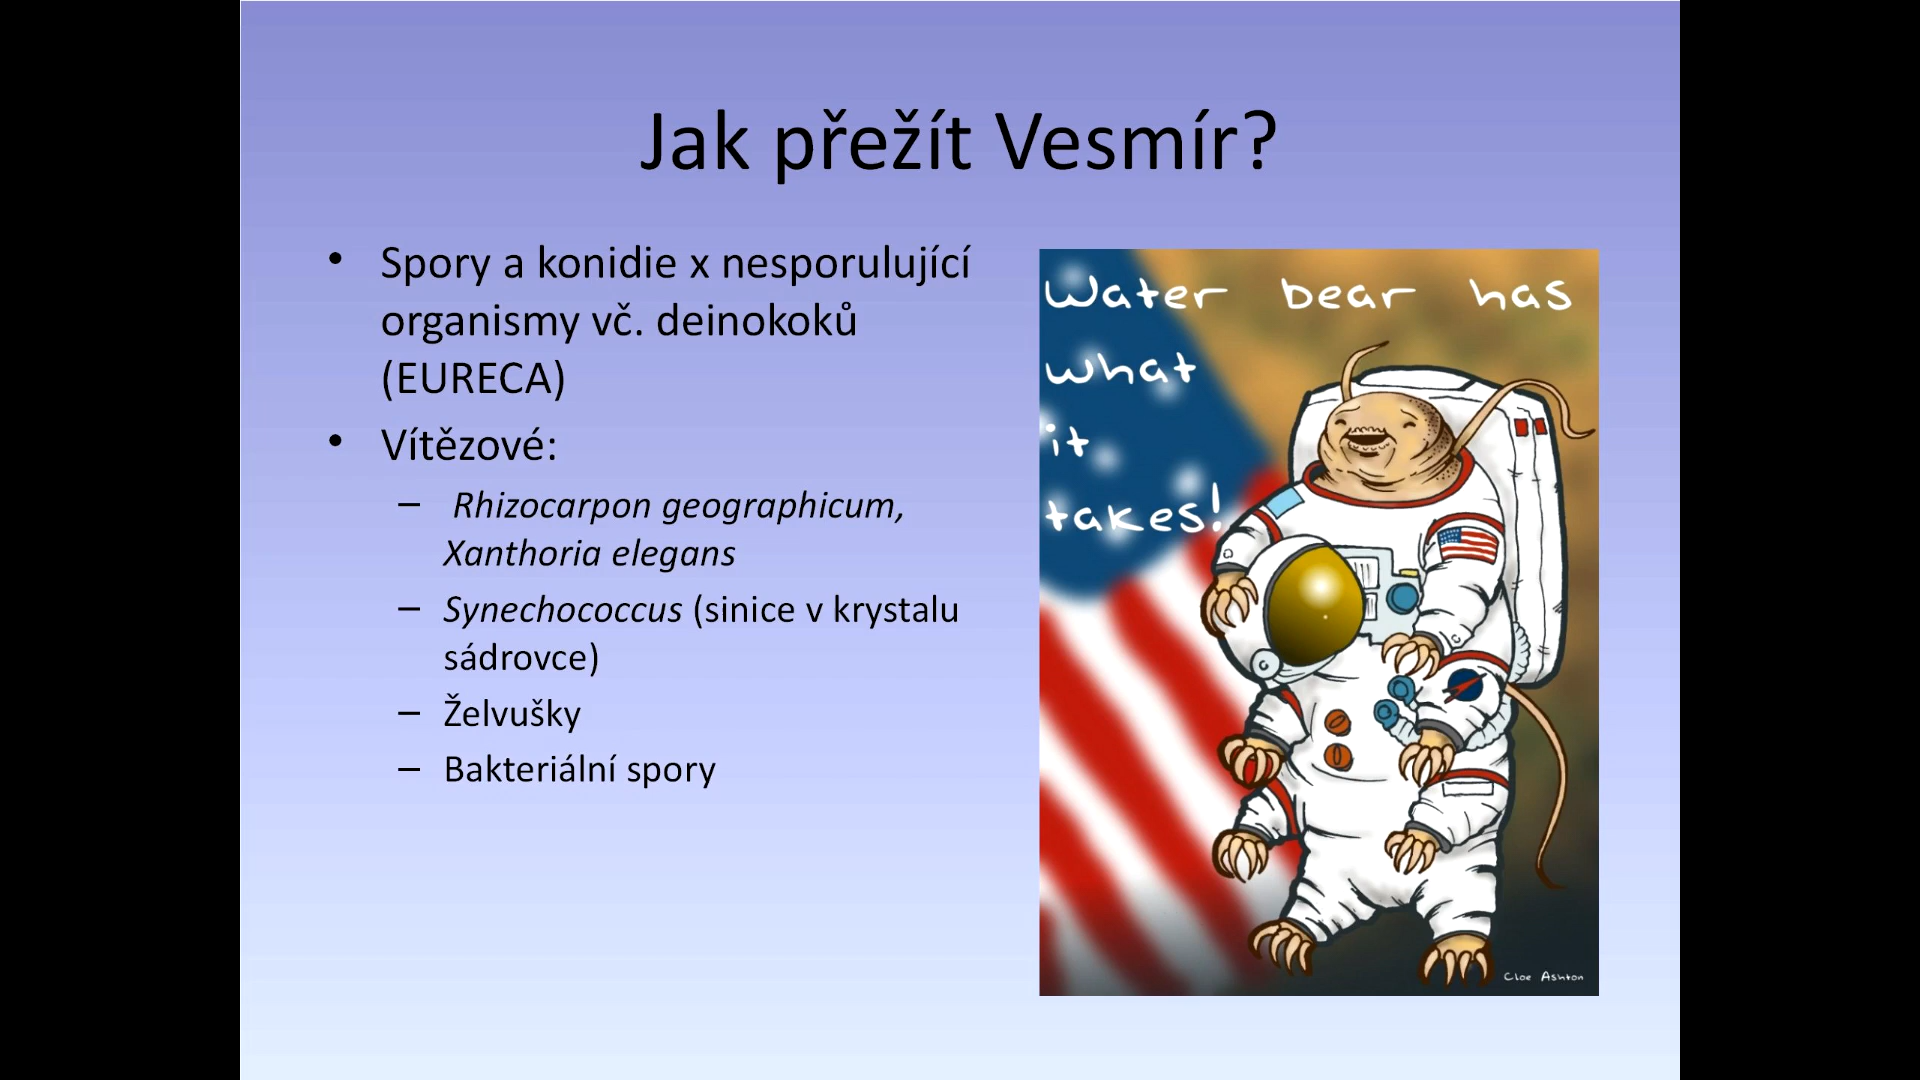 Jak přežít Vesmír?
• Spory a konidie x nesporulující
organismy vč. deinokoků
(EURECA)
• Vítězové:
– Rhizocarpon geographicum,
Xanthoria elegans
– Synechococcus (sinice v krystalu
sádrovce)
– Želvušky
– Bakteriální spory
Water bear has
what
it
takes!
Cloe Ashton